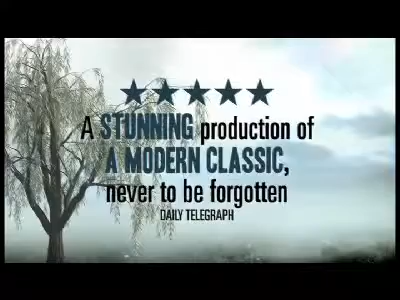 ★★★★★
A STUNNING production of
A MODERN CLASSIC,
never to be forgotten
DAILY TELEGRAPH